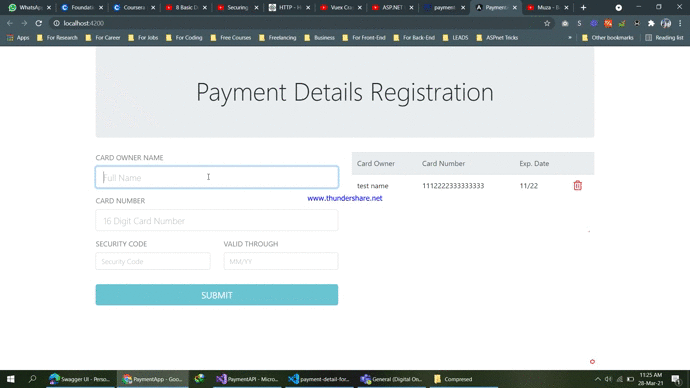 WhatsApp
Foundatio
Coursera
8 Basic D
Securing
HTTP - H
Vuex Cra
ASP.NET
payment
Payment
Muza - B
localhost:4200
Apps For Research For Career For Jobs For Coding Free Courses Freelancing Business For Front-End For Back-End LEADS ASPnet Tricks » Other bookmarks Reading list
Payment Details Registration
CARD OWNER NAME
Full Name
CARD NUMBER
16 Digit Card Number
SECURITY CODE VALID THROUGH
Security Code MM/YY
SUBMIT
Card Owner Card Number Exp. Date
test name 1112222333333333 11/22
www.thundershare.net
Swagger UI - Perso... PaymentApp - Goo... PaymentAPI - Micro... payment-detail-for... General (Digital On... Compresed
11:25 AM
28-Mar-21